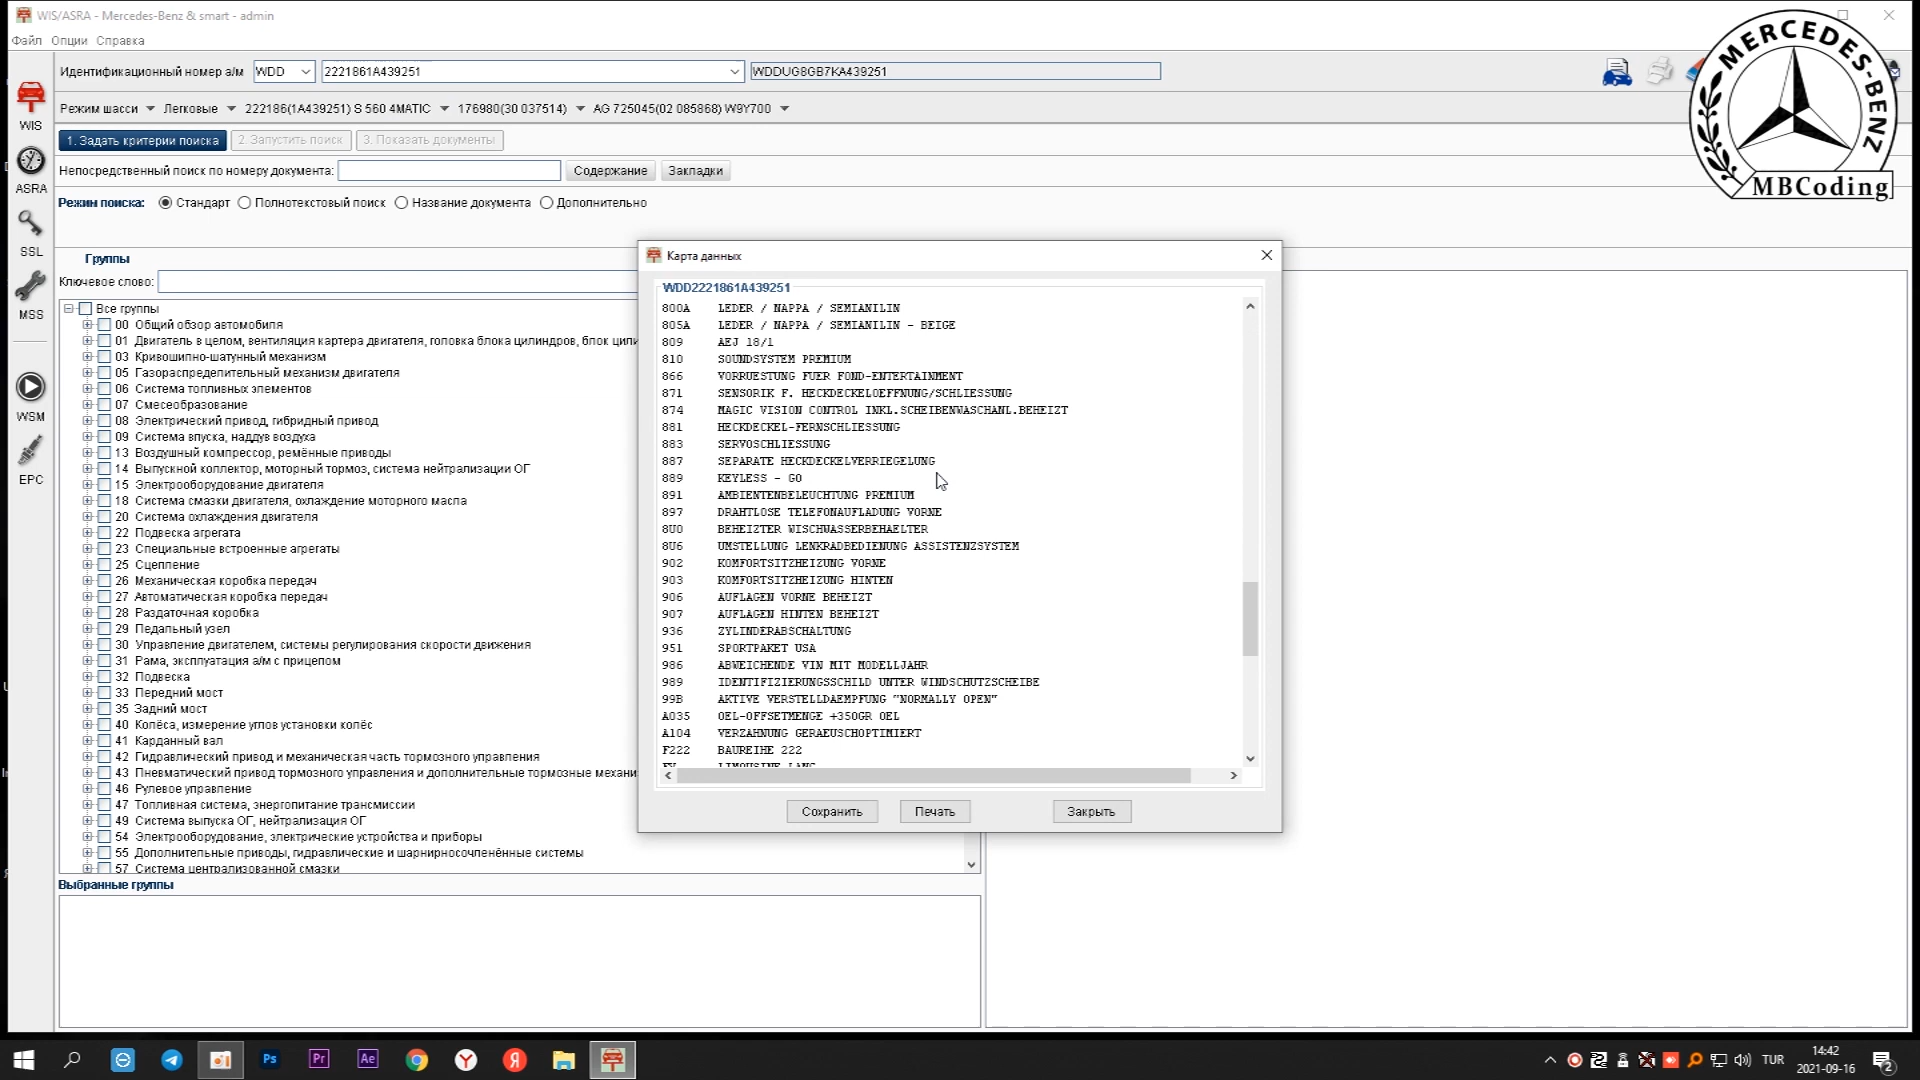 WIS/ASRA - Mercedes-Benz & smart - admin
Файл Опции Справка
Идентификационный номер а/м WDD 2221861A439251 WDDUG8GB7KA439251
Режим шасси Легковые 222186(1A439251) S 560 4MATIC 176980(30 037514) AG 725045(02 085868) W9Y700
1. Задать критерии поиска 2. Запустить поиск 3. Показать документы
Непосредственный поиск по номеру документа: Содержание Закладки
Режим поиска: Стандарт Полнотекстовый поиск Название документа Дополнительно
MERCEDES-BENZ
MBCoding
WIS
ASRA
SSL
MSS
WSM
EPC
Группы
Ключевое слово:
Все группы
00 Общий обзор автомобиля
01 Двигатель в целом, вентиляция картера двигателя, головка блока цилиндров, блок цили
03 Кривошипно-шатунный механизм
05 Газораспределительный механизм двигателя
06 Система топливных элементов
07 Смесеобразование
08 Электрический привод, гибридный привод
09 Система впуска, наддув воздуха
13 Воздушный компрессор, ремённые приводы
14 Выпускной коллектор, моторный тормоз, система нейтрализации ОГ
15 Электрооборудование двигателя
18 Система смазки двигателя, охлаждение моторного масла
20 Система охлаждения двигателя
22 Подвеска агрегата
23 Специальные встроенные агрегаты
25 Сцепление
26 Механическая коробка передач
27 Автоматическая коробка передач
28 Раздаточная коробка
29 Педальный узел
30 Управление двигателем, системы регулирования скорости движения
31 Рама, эксплуатация а/м с прицепом
32 Подвеска
33 Передний мост
35 Задний мост
40 Колёса, измерение углов установки колёс
41 Карданный вал
42 Гидравлический привод и механическая часть тормозного управления
43 Пневматический привод тормозного управления и дополнительные тормозные механи
46 Рулевое управление
47 Топливная система, энергопитание трансмиссии
49 Система выпуска ОГ, нейтрализация ОГ
54 Электрооборудование, электрические устройства и приборы
55 Дополнительные приводы, гидравлические и шарнирносочленённые системы
57 Система централизованной смазки
Выбранные группы
Карта данных
WDD2221861A439251
800A LEDER / NAPPA / SEMIANILIN
805A LEDER / NAPPA / SEMIANILIN - BEIGE
809 AEJ 18/1
810 SOUNDSYSTEM PREMIUM
866 VORRUESTUNG FUER FOND-ENTERTAINMENT
871 SENSORIK F. HECKDECKELOEFFNUNG/SCHLIESSUNG
874 MAGIC VISION CONTROL INKL.SCHEIBENWASCHANL.BEHEIZT
881 HECKDECKEL-FERNSCHLIESSUNG
883 SERVOSCHLIESSUNG
887 SEPARATE HECKDECKELVERRIEGELUNG
889 KEYLESS - GO
891 AMBIENTENBELEUCHTUNG PREMIUM
897 DRAHTLOSE TELEFONAUFLADUNG VORNE
8U0 BEHEIZTER WISCHWASSERBEHAELTER
8U6 UMSTELLUNG LENKRADBEDIENUNG ASSISTENZSYSTEM
902 KOMFORTSITZHEIZUNG VORNE
903 KOMFORTSITZHEIZUNG HINTEN
906 AUFLAGEN VORNE BEHEIZT
907 AUFLAGEN HINTEN BEHEIZT
936 ZYLINDERABSCHALTUNG
951 SPORTPAKET USA
986 ABWEICHENDE VIN MIT MODELLJAHR
989 IDENTIFIZIERUNGSSCHILD UNTER WINDSCHUTZSCHEIBE
99B AKTIVE VERSTELLDAEMPFUNG "NORMALLY OPEN"
A035 OEL-OFFSETMENGE +350GR OEL
A104 VERZAHNUNG GERAEUSCHOPTIMIERT
F222 BAUREIHE 222
FV LIMOUSINE LANG
Сохранить Печать Закрыть
Ps Pr Ae Y Я
TUR
14:42
2021-09-16
2